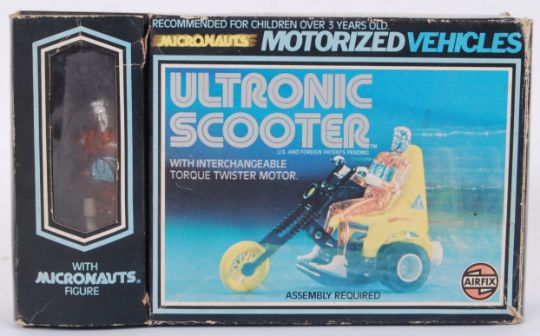 RECOMMENDED FOR CHILDREN OVER 3 YEARS OLD.
MICRONAUTS MOTORIZED VEHICLES
ULTRONIC
SCOOTER™
U.S. AND FOREIGN PATENTS PENDING
WITH INTERCHANGEABLE
TORQUE TWISTER MOTOR.
ASSEMBLY REQUIRED
AIRFIX
WITH
MICRONAUTS®
FIGURE